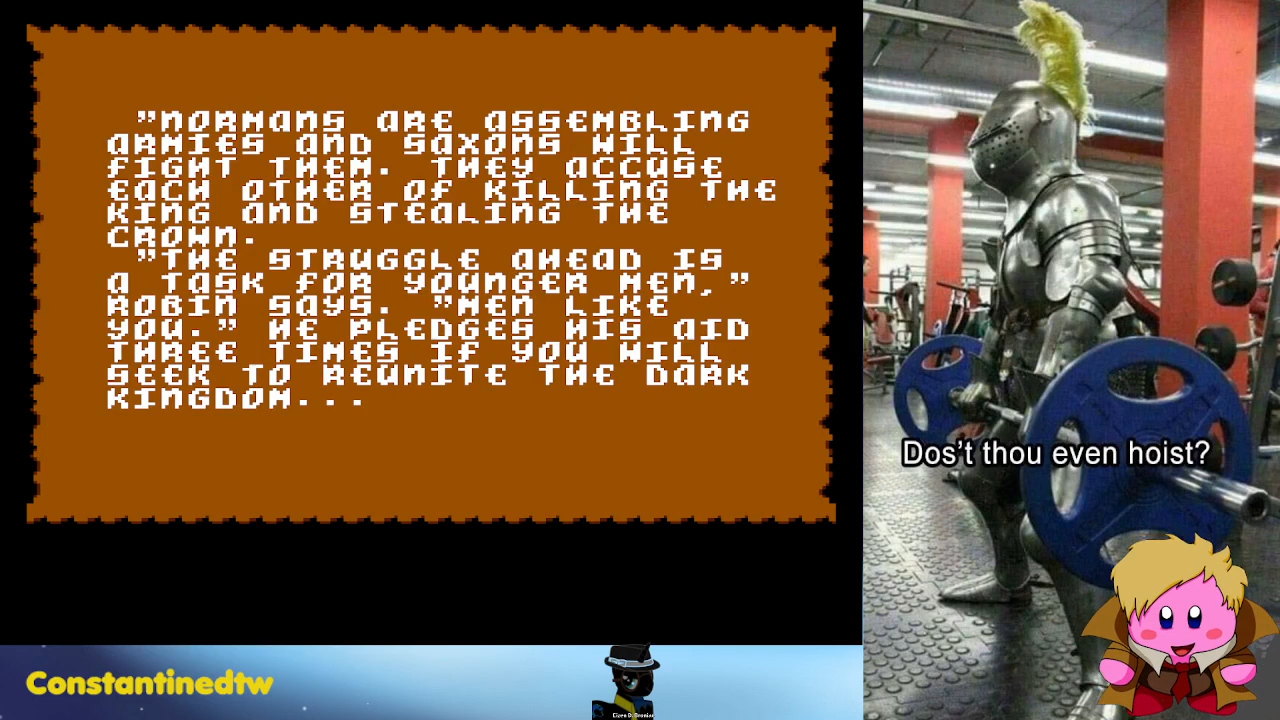 "NORMANS ARE ASSEMBLING
ARMIES AND SAXONS WILL
FIGHT THEM. THEY ACCUSE
EACH OTHER OF KILLING THE
KING AND STEALING THE
CROWN.
"THE STRUGGLE AHEAD IS
A TASK FOR YOUNGER MEN,"
ROBIN SAYS. "MEN LIKE
YOU." HE PLEDGES HIS AID
THREE TIMES IF YOU WILL
SEEK TO REUNITE THE DARK
KINGDOM...
Dos't thou even hoist?
Constantinedtw